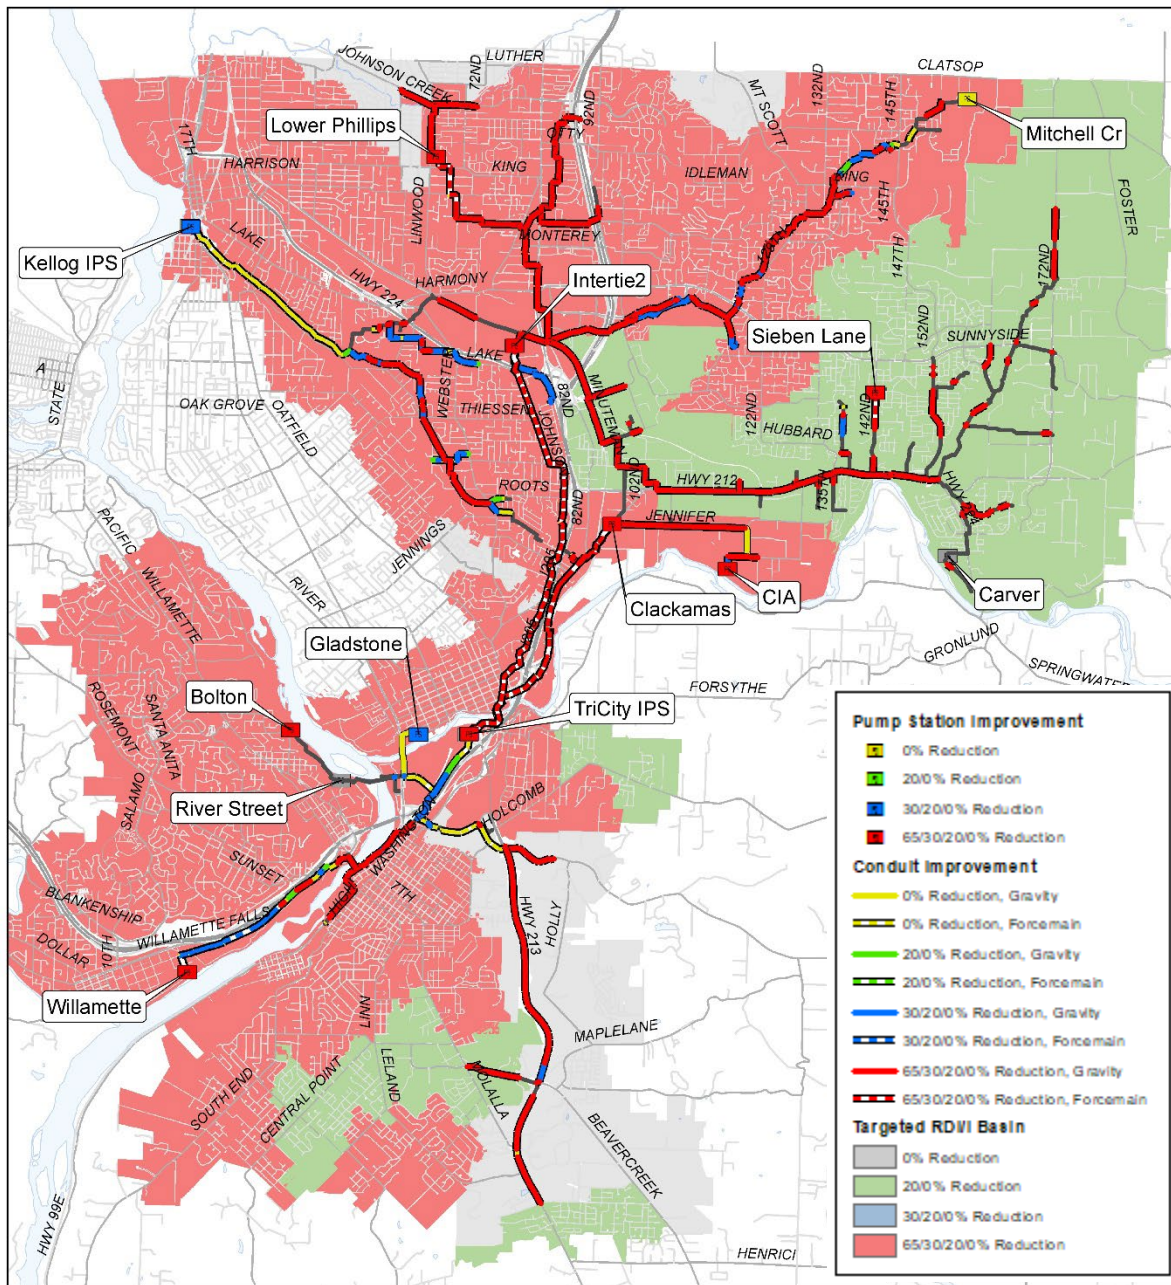 LUTHER
JOHNSON CREEK
72ND
92ND
CLATSOP
132ND
145TH
MT SCOTT
Mitchell Cr
Lower Phillips
OTTY
17TH
HARRISON
KING
IDLEMAN
KING
145TH
LINWOOD
FOSTER
LAKE
MONTEREY
172ND
Kellog IPS
HARMONY
147TH
HWY 224
Intertie2
Sieben Lane
152ND
SUNNYSIDE
LAKE
WEBSTER
82ND
A
STATE
OAK GROVE
OATFIELD
THIESSEN
JOHNSON
122ND
HUBBARD
142ND
ROOTS
102ND
HWY 212
135TH
82ND
JENNIFER
PACIFIC
JENNINGS
I205
WILLAMETTE
RIVER
Clackamas
CIA
Carver
GRONLUND
Gladstone
I205
SPRINGWATER
Bolton
FORSYTHE
ROSEMONT
SANTA ANITA
TriCity IPS
SALAMO
River Street
HOLCOMB
WASHINGTON
SUNSET
7TH
HIGH
BLANKENSHIP
WILLAMETTE FALLS
HWY 213
HOLLY
DOLLAR
10TH
Willamette
LINN
MAPLELANE
LELAND
MOLALLA
CENTRAL POINT
SOUTH END
BEAVERCREEK
HWY 99E
HENRICI
Pump Station Improvement
0% Reduction
20/0% Reduction
30/20/0% Reduction
65/30/20/0% Reduction
Conduit Improvement
0% Reduction, Gravity
0% Reduction, Forcemain
20/0% Reduction, Gravity
20/0% Reduction, Forcemain
30/20/0% Reduction, Gravity
30/20/0% Reduction, Forcemain
65/30/20/0% Reduction, Gravity
65/30/20/0% Reduction, Forcemain
Targeted RDI/I Basin
0% Reduction
20/0% Reduction
30/20/0% Reduction
65/30/20/0% Reduction